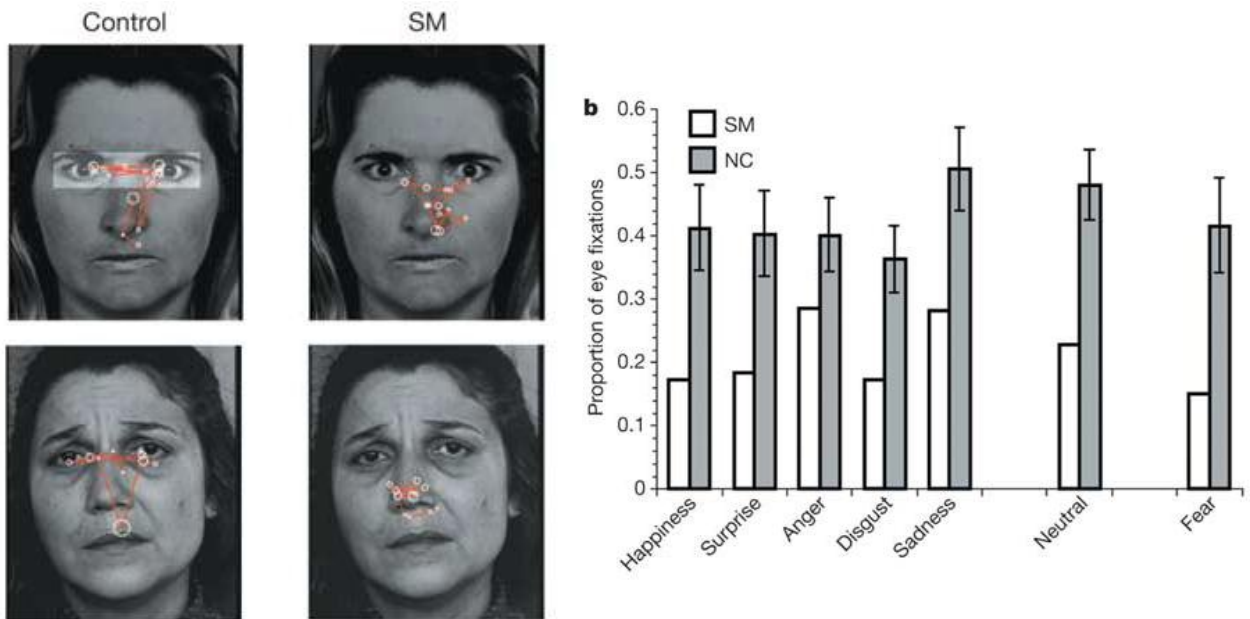 Control
SM
b
0.6
SM
NC
0.5
0.4
0.3
0.2
0.1
0
Proportion of eye fixations
Happiness
Surprise
Anger
Disgust
Sadness
Neutral
Fear